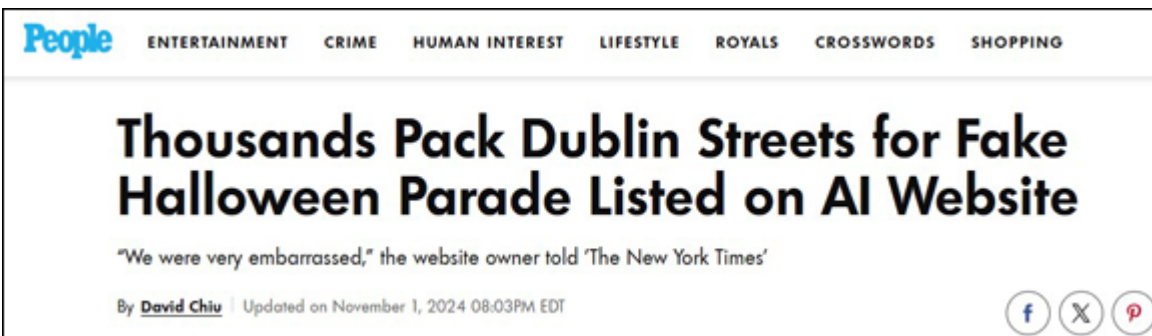 People ENTERTAINMENT CRIME HUMAN INTEREST LIFESTYLE ROYALS CROSSWORDS SHOPPING
Thousands Pack Dublin Streets for Fake
Halloween Parade Listed on AI Website
“We were very embarrassed,” the website owner told ‘The New York Times’
By David Chiu | Updated on November 1, 2024 08:03PM EDT